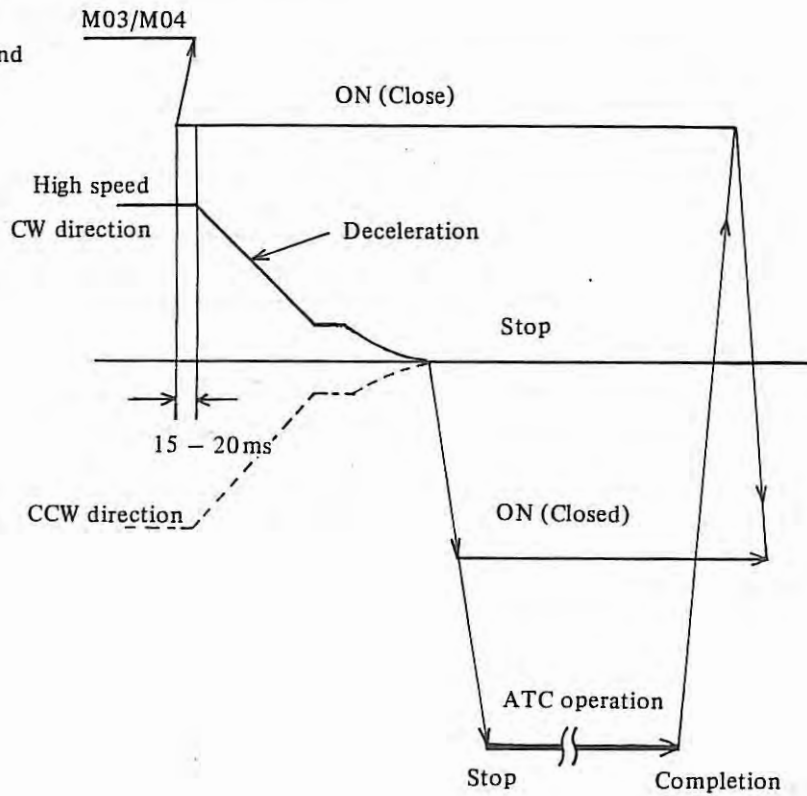 M03/M04
nd
ON (Close)
High speed
CW direction
Deceleration
Stop
15 – 20 ms
CCW direction
ON (Closed)
ATC operation
Stop
Completion